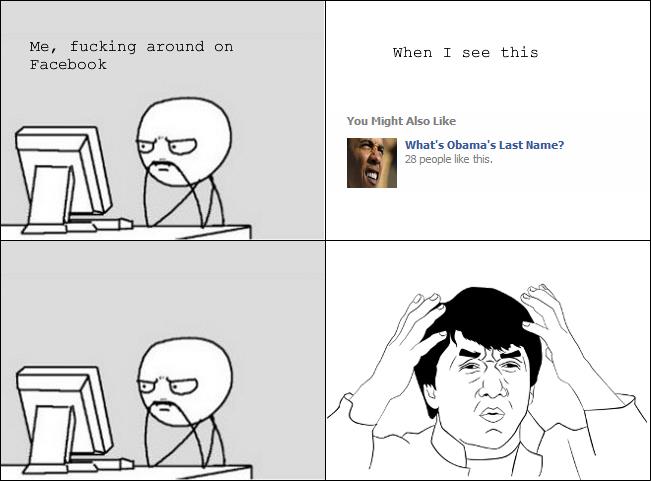 Me, fucking around on
Facebook
When I see this
You Might Also Like
What's Obama's Last Name?
28 people like this.